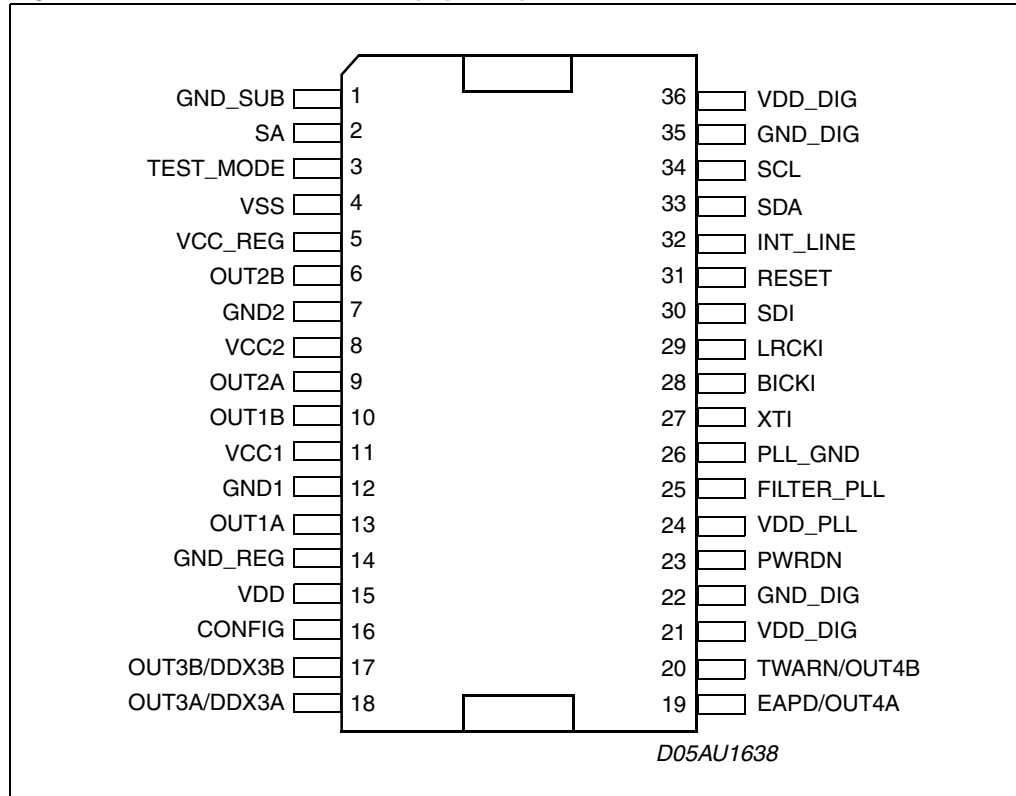 GND_SUB 1 36 VDD_DIG
SA 2 35 GND_DIG
TEST_MODE 3 34 SCL
VSS 4 33 SDA
VCC_REG 5 32 INT_LINE
OUT2B 6 31 RESET
GND2 7 30 SDI
VCC2 8 29 LRCKI
OUT2A 9 28 BICKI
OUT1B 10 27 XTI
VCC1 11 26 PLL_GND
GND1 12 25 FILTER_PLL
OUT1A 13 24 VDD_PLL
GND_REG 14 23 PWRDN
VDD 15 22 GND_DIG
CONFIG 16 21 VDD_DIG
OUT3B/DDX3B 17 20 TWARN/OUT4B
OUT3A/DDX3A 18 19 EAPD/OUT4A
D05AU1638